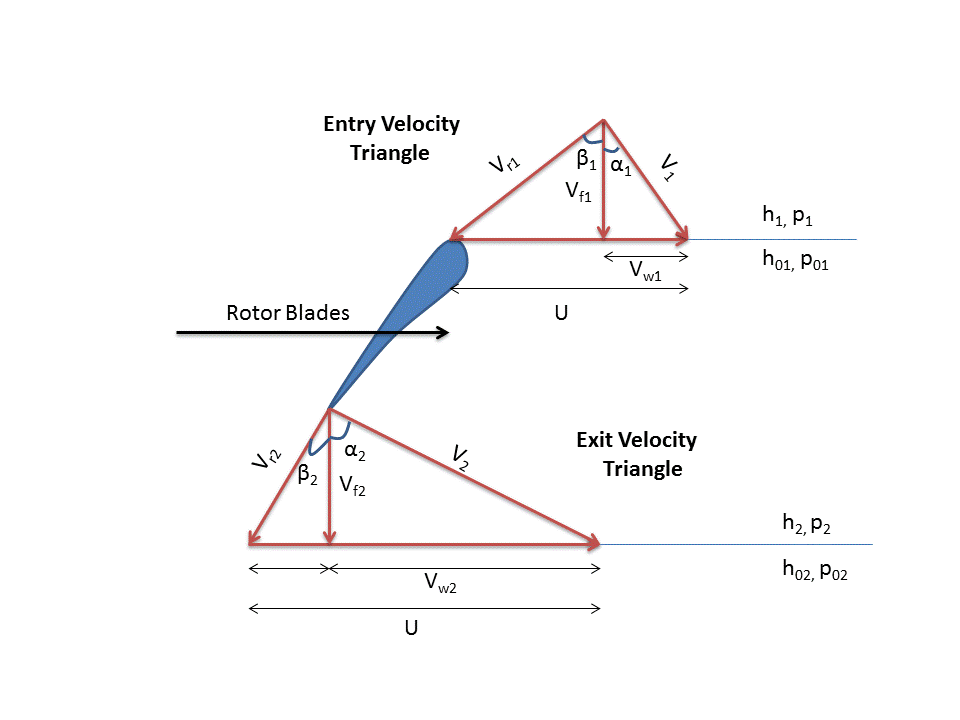 Entry Velocity
Triangle
Vr1
β1
α1
V1
Vf1
h1, p1
h01, p01
Vw1
U
Rotor Blades
Exit Velocity
Triangle
Vr2
β2
α2
V2
Vf2
h2, p2
h02, p02
Vw2
U